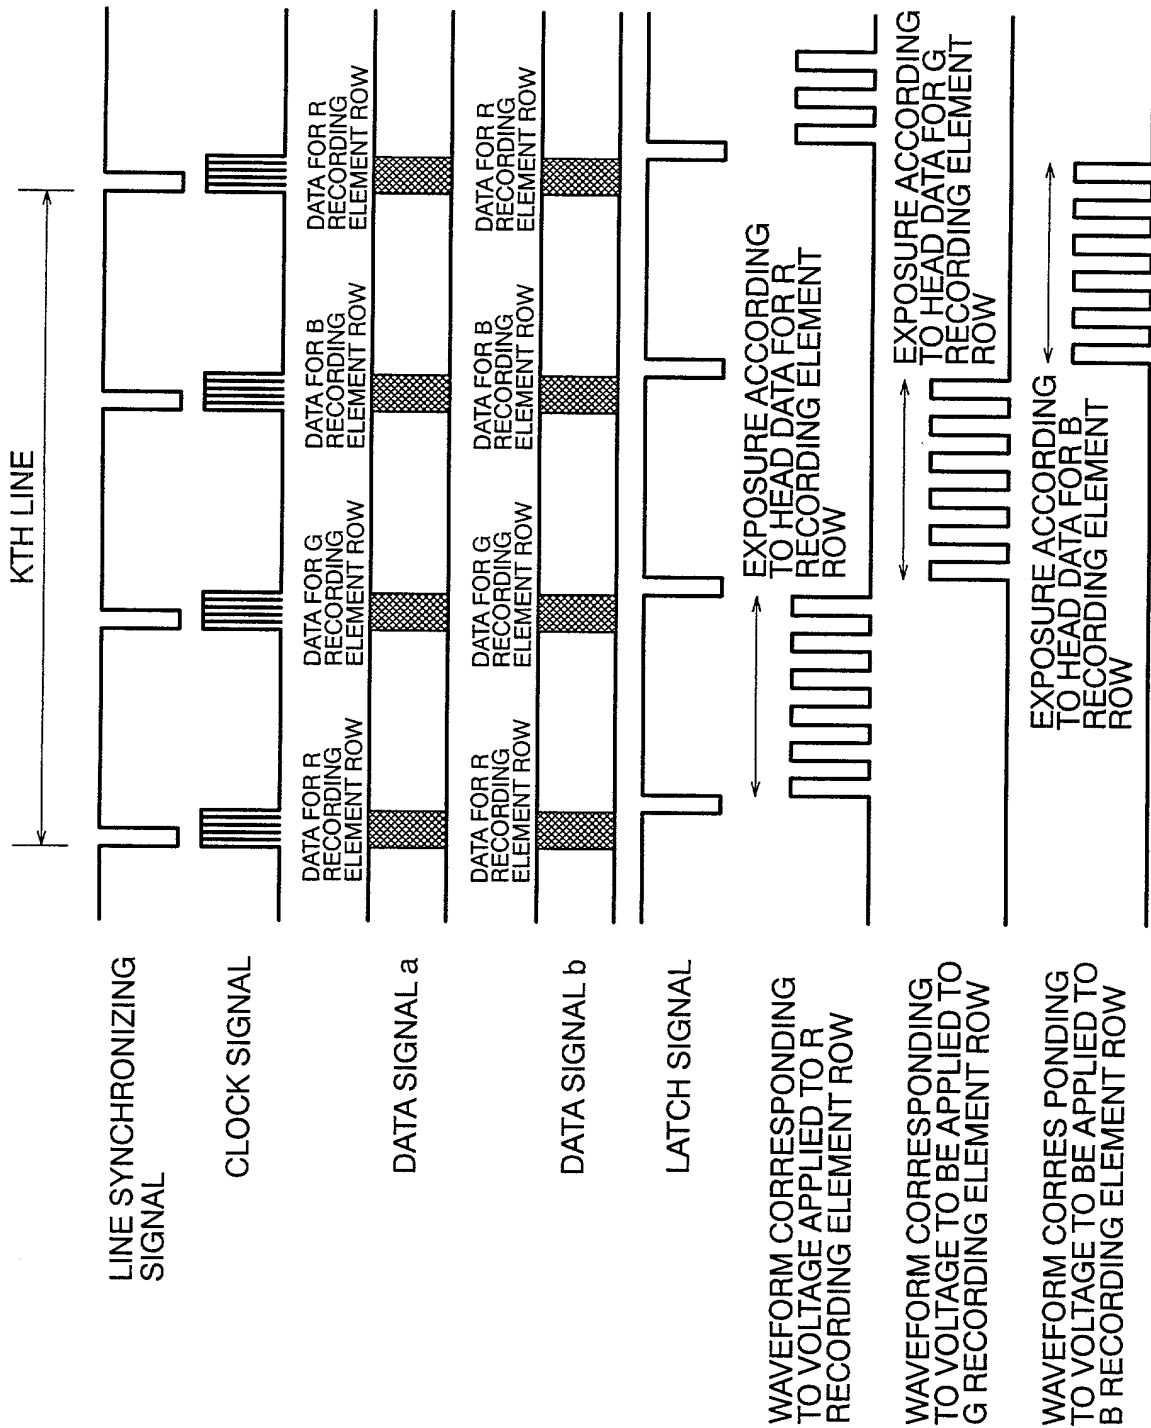 KTH LINE
LINE SYNCHRONIZING
SIGNAL
CLOCK SIGNAL
DATA FOR R
RECORDING
ELEMENT ROW
DATA FOR G
RECORDING
ELEMENT ROW
DATA FOR B
RECORDING
ELEMENT ROW
DATA FOR R
RECORDING
ELEMENT ROW
DATA SIGNAL a
DATA FOR R
RECORDING
ELEMENT ROW
DATA FOR G
RECORDING
ELEMENT ROW
DATA FOR B
RECORDING
ELEMENT ROW
DATA FOR R
RECORDING
ELEMENT ROW
DATA SIGNAL b
LATCH SIGNAL
WAVEFORM CORRESPONDING
TO VOLTAGE APPLIED TO R
RECORDING ELEMENT ROW
EXPOSURE ACCORDING
TO HEAD DATA FOR R
RECORDING ELEMENT
ROW
WAVEFORM CORRESPONDING
TO VOLTAGE TO BE APPLIED TO
G RECORDING ELEMENT ROW
EXPOSURE ACCORDING
TO HEAD DATA FOR G
RECORDING ELEMENT
ROW
WAVEFORM CORRES PONDING
TO VOLTAGE TO BE APPLIED TO
B RECORDING ELEMENT ROW
EXPOSURE ACCORDING
TO HEAD DATA FOR B
RECORDING ELEMENT
ROW